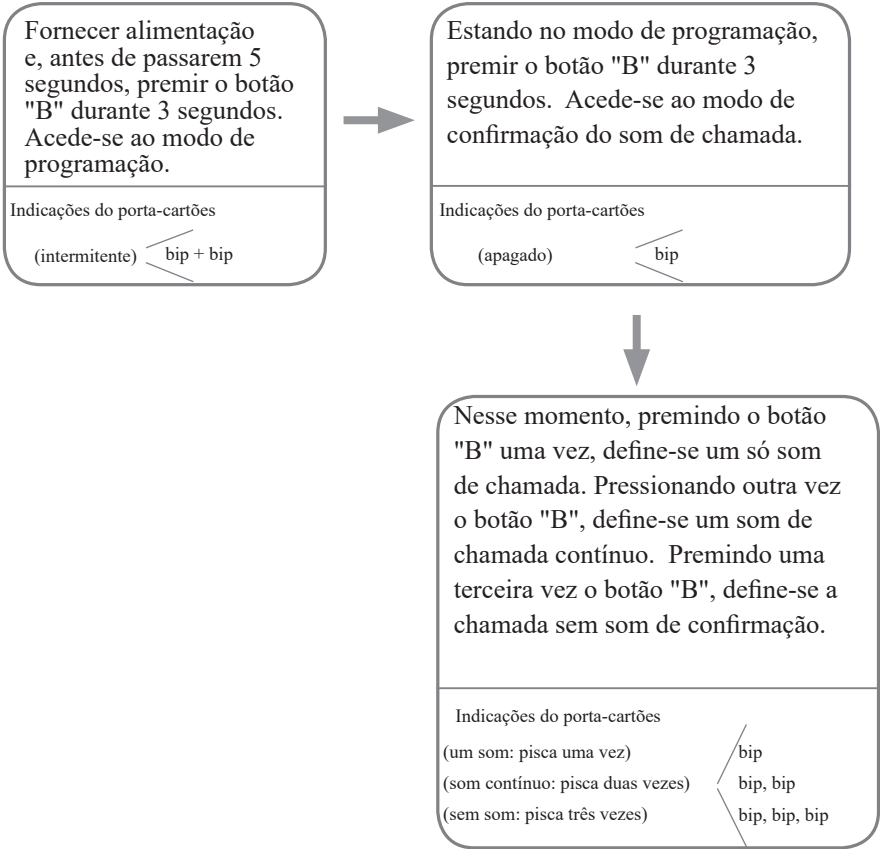 Fornecer alimentação
e, antes de passarem 5
segundos, premir o botão
"B" durante 3 segundos.
Acede-se ao modo de
programação.
Indicações do porta-cartões
(intermitente)
bip + bip
Estando no modo de programação,
premir o botão "B" durante 3
segundos. Acede-se ao modo de
confirmação do som de chamada.
Indicações do porta-cartões
(apagado)
bip
Nesse momento, premindo o botão
"B" uma vez, define-se um só som
de chamada. Pressionando outra vez
o botão "B", define-se um som de
chamada contínuo. Premindo uma
terceira vez o botão "B", define-se a
chamada sem som de confirmação.
Indicações do porta-cartões
(um som: pisca uma vez) bip
(som contínuo: pisca duas vezes) bip, bip
(sem som: pisca três vezes) bip, bip, bip